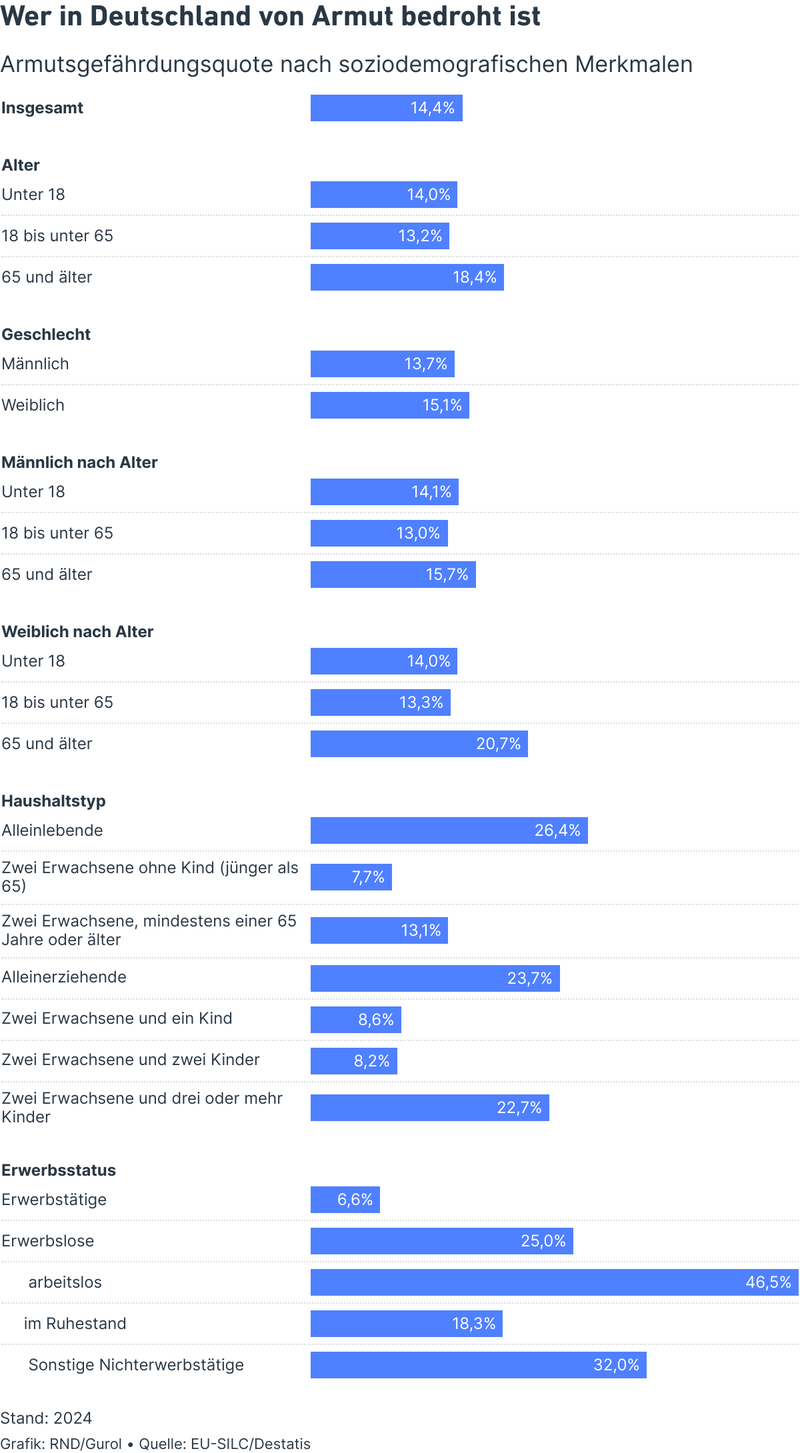 Wer in Deutschland von Armut bedroht ist
Armutsgefährdungsquote nach soziodemografischen Merkmalen
Insgesamt 14,4%
Alter
Unter 18 14,0%
18 bis unter 65 13,2%
65 und älter 18,4%
Geschlecht
Männlich 13,7%
Weiblich 15,1%
Männlich nach Alter
Unter 18 14,1%
18 bis unter 65 13,0%
65 und älter 15,7%
Weiblich nach Alter
Unter 18 14,0%
18 bis unter 65 13,3%
65 und älter 20,7%
Haushaltstyp
Alleinlebende 26,4%
Zwei Erwachsene ohne Kind (jünger als
65) 7,7%
Zwei Erwachsene, mindestens einer 65
Jahre oder älter 13,1%
Alleinerziehende 23,7%
Zwei Erwachsene und ein Kind 8,6%
Zwei Erwachsene und zwei Kinder 8,2%
Zwei Erwachsene und drei oder mehr
Kinder 22,7%
Erwerbsstatus
Erwerbstätige 6,6%
Erwerbslose 25,0%
arbeitslos 46,5%
im Ruhestand 18,3%
Sonstige Nichterwerbstätige 32,0%
Stand: 2024
Grafik: RND/Gurol • Quelle: EU-SILC/Destatis